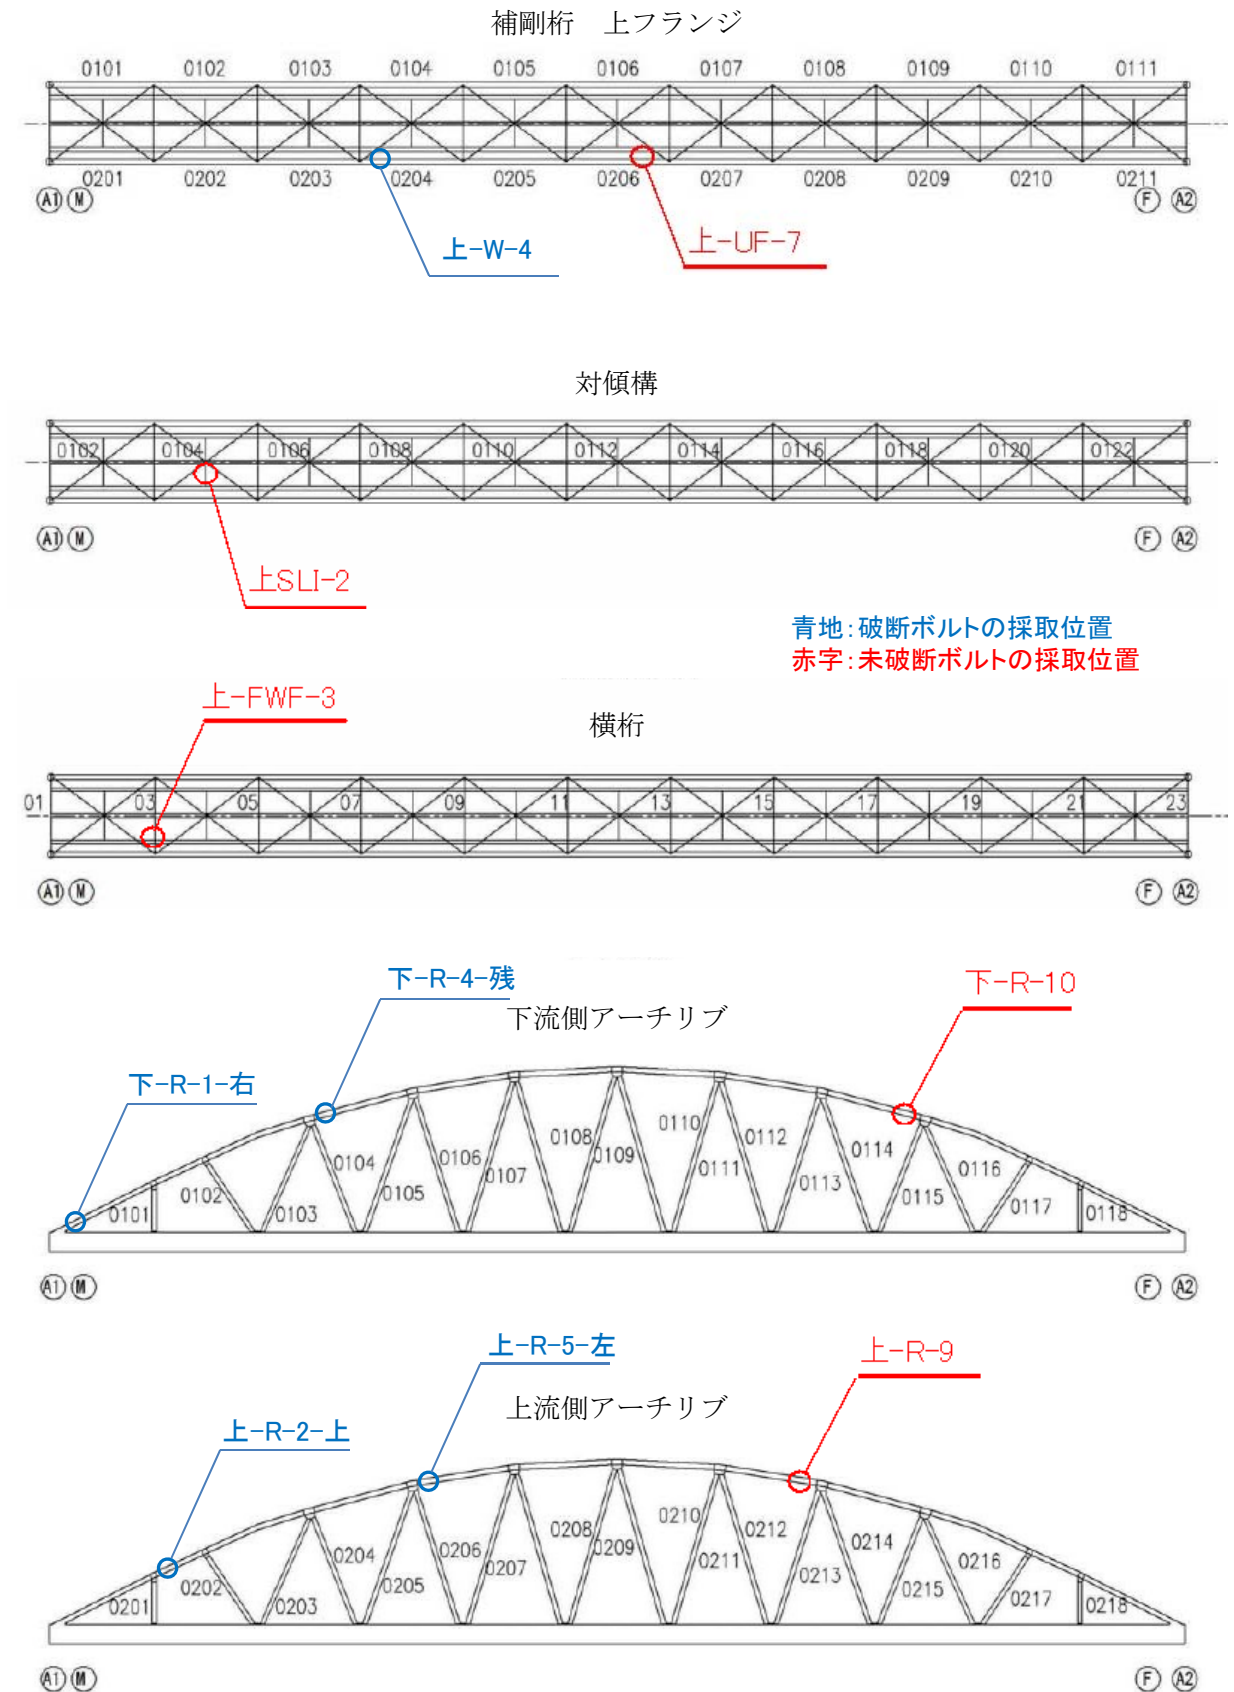 補剛桁　上フランジ
0101 0102 0103 0104 0105 0106 0107 0108 0109 0110 0111
0201 0202 0203 0204 0205 0206 0207 0208 0209 0210 0211
A1 M F A2
上-W-4
上-UF-7
対傾構
0102 0104 0106 0108 0110 0112 0114 0116 0118 0120 0122
A1 M F A2
上SLI-2
青地:破断ボルトの採取位置
赤字:未破断ボルトの採取位置
上-FWF-3
横桁
01 03 05 07 09 11 13 15 17 19 21 23
A1 M F A2
下-R-4-残
下-R-10
下流側アーチリブ
下-R-1-右
0101 0102 0103 0104 0105 0106 0107 0108 0109 0110 0111 0112 0113 0114 0115 0116 0117 0118
A1 M F A2
上-R-5-左
上-R-9
上流側アーチリブ
上-R-2-上
0201 0202 0203 0204 0205 0206 0207 0208 0209 0210 0211 0212 0213 0214 0215 0216 0217 0218
A1 M F A2